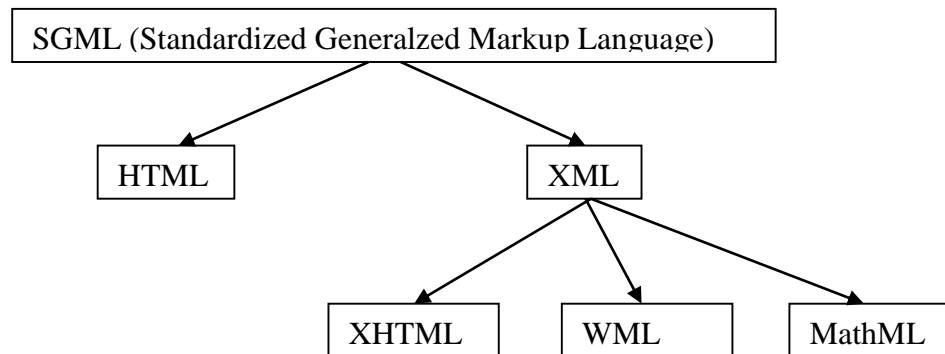 SGML (Standardized Generalzed Markup Language)
HTML
XML
XHTML
WML
MathML